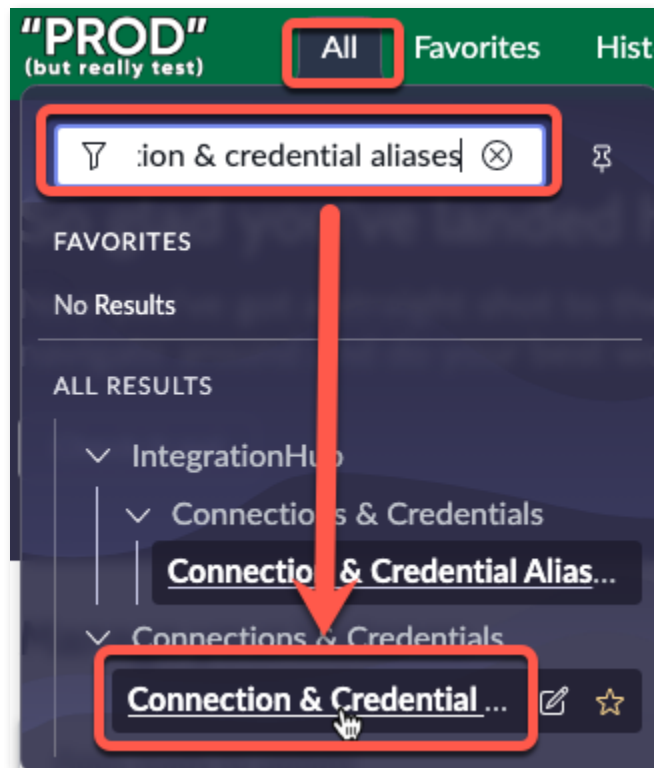 "PROD"
(but really test)
All Favorites Hist
tion & credential aliases
FAVORITES
No Results
ALL RESULTS
IntegrationHub
Connections & Credentials
Connection & Credential Alias...
Connections & Credentials
Connection & Credential ...